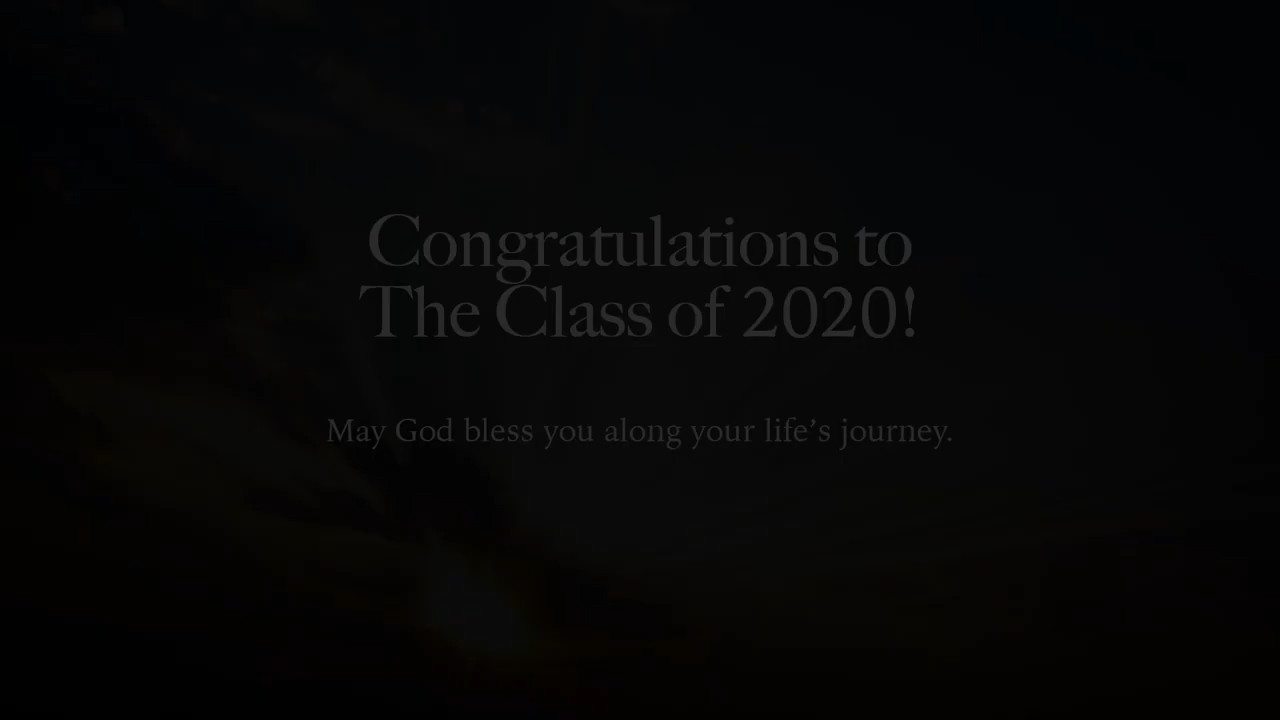 Congratulations to
The Class of 2020!
May God bless you along your life’s journey.